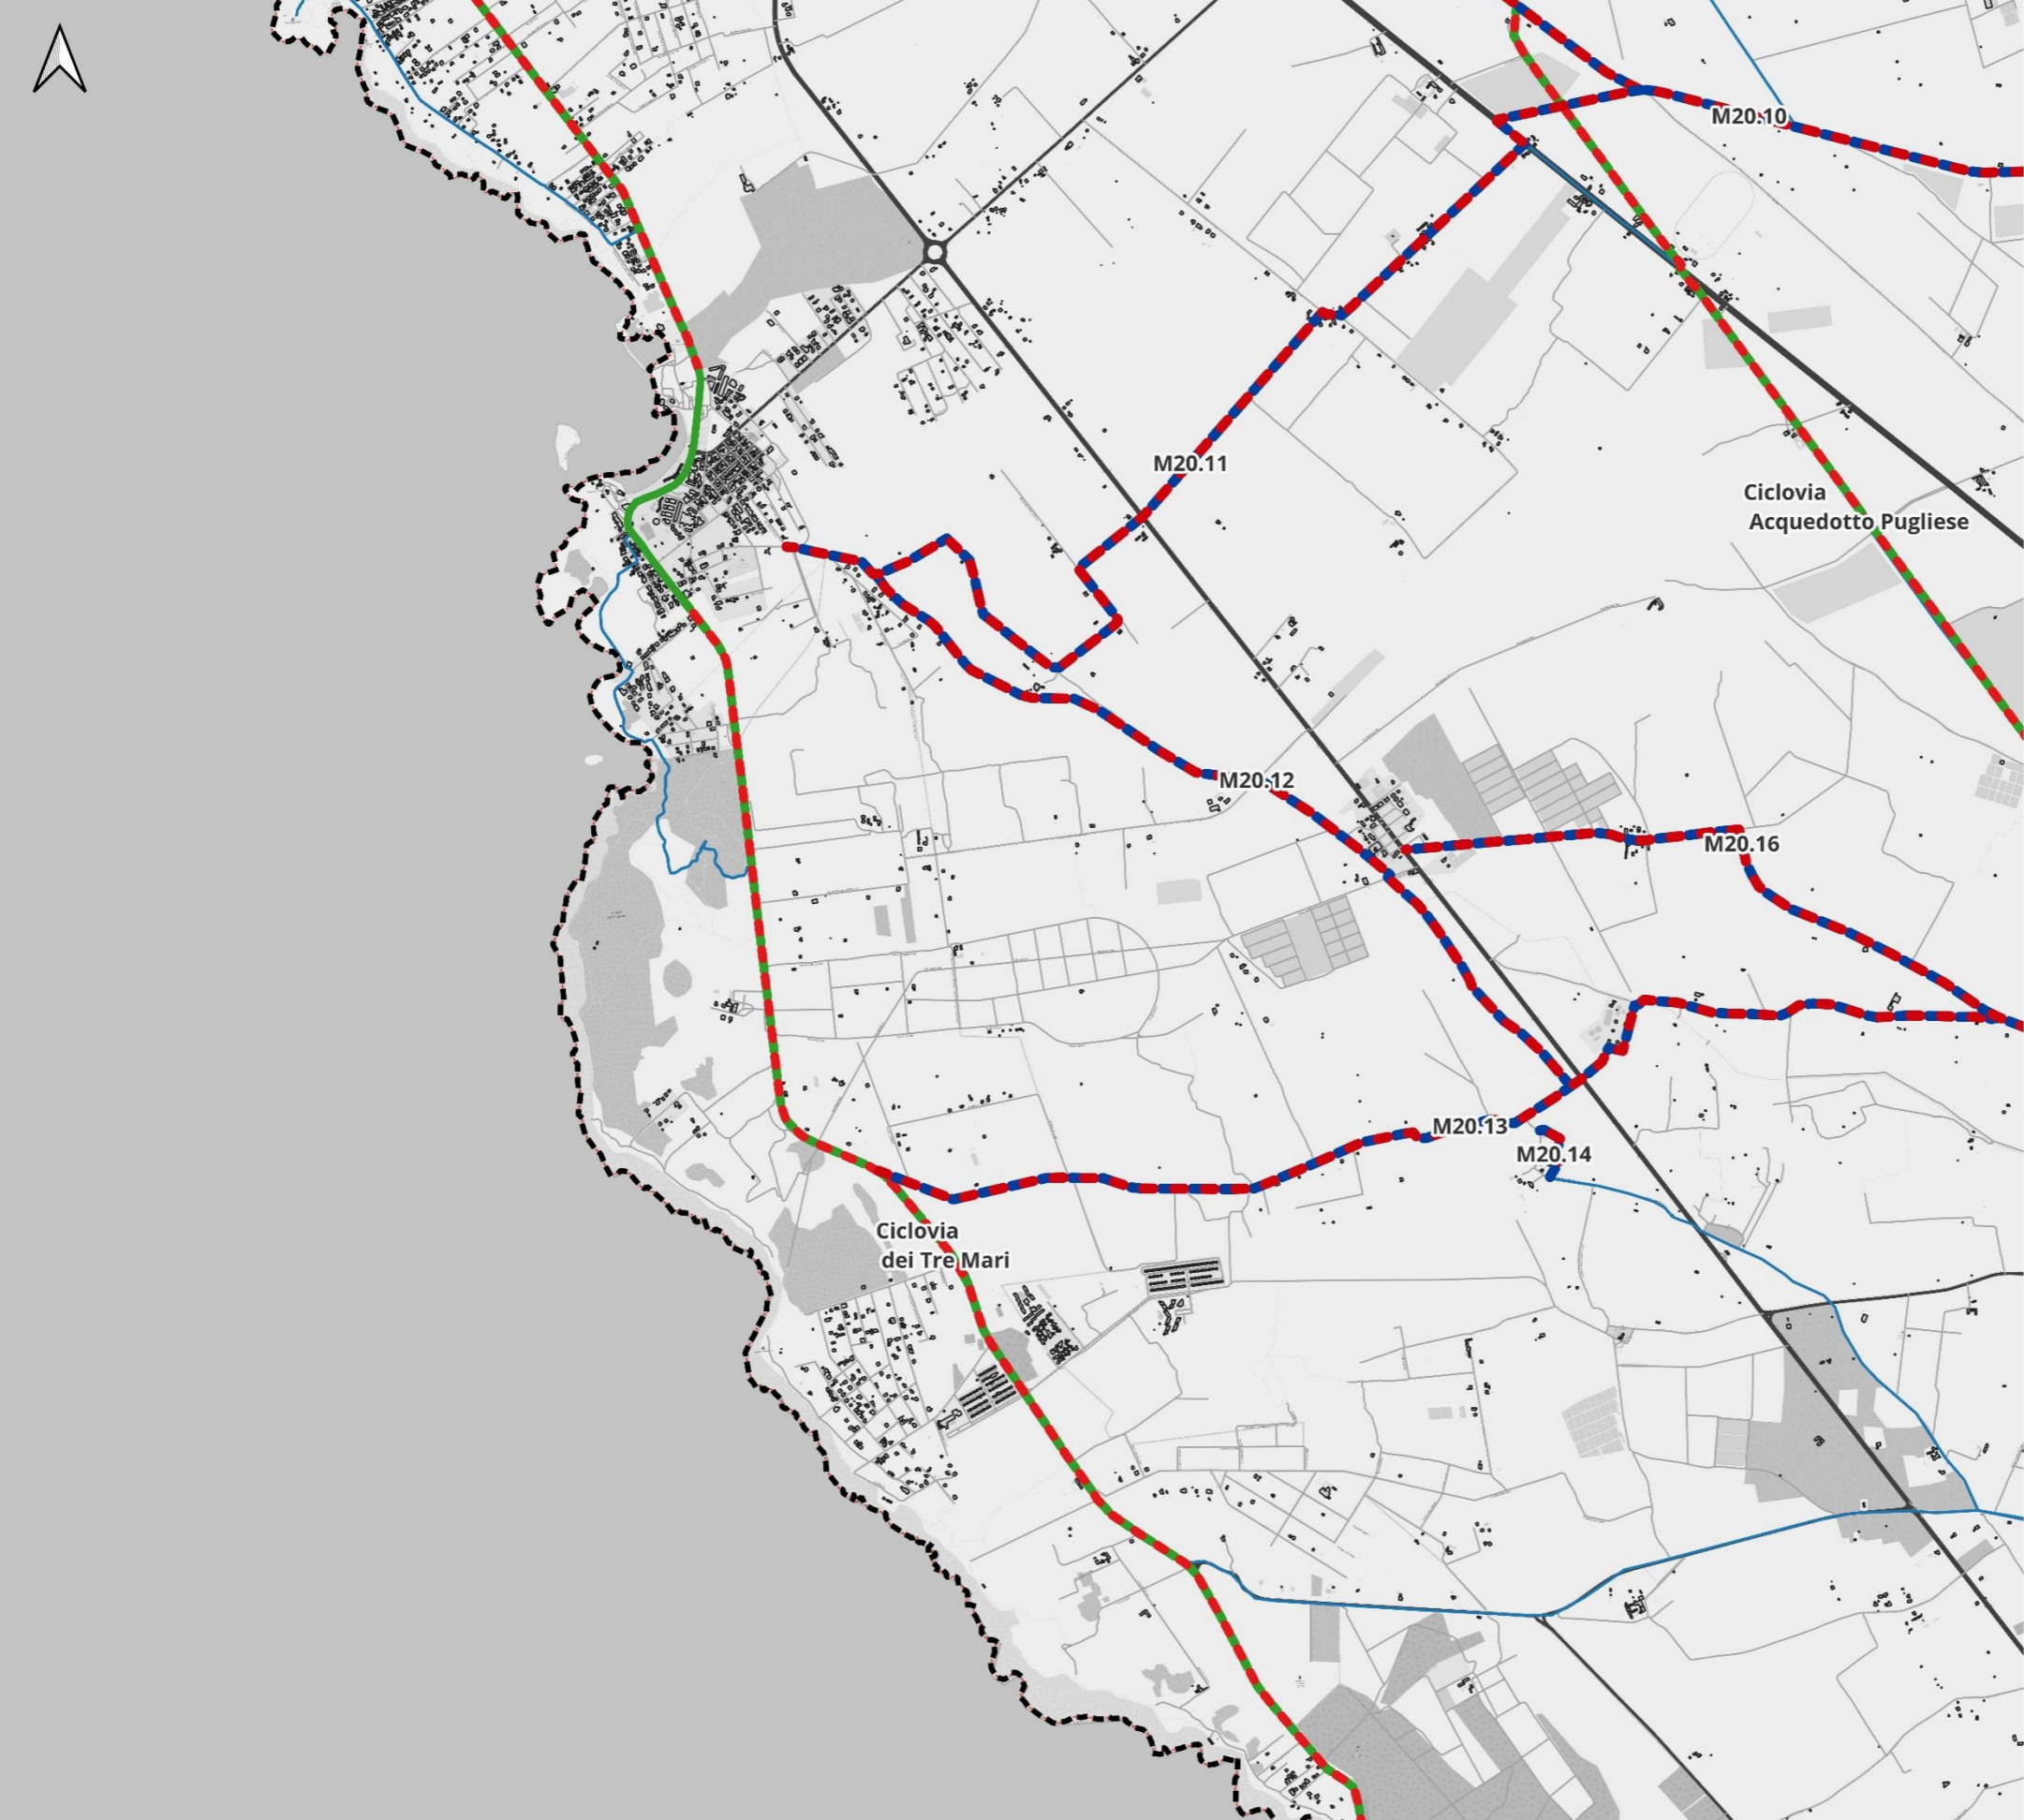 M20.10
M20.11
Ciclovia
Acquedotto Pugliese
M20.12
M20.16
M20.13
M20.14
Ciclovia
dei Tre Mari